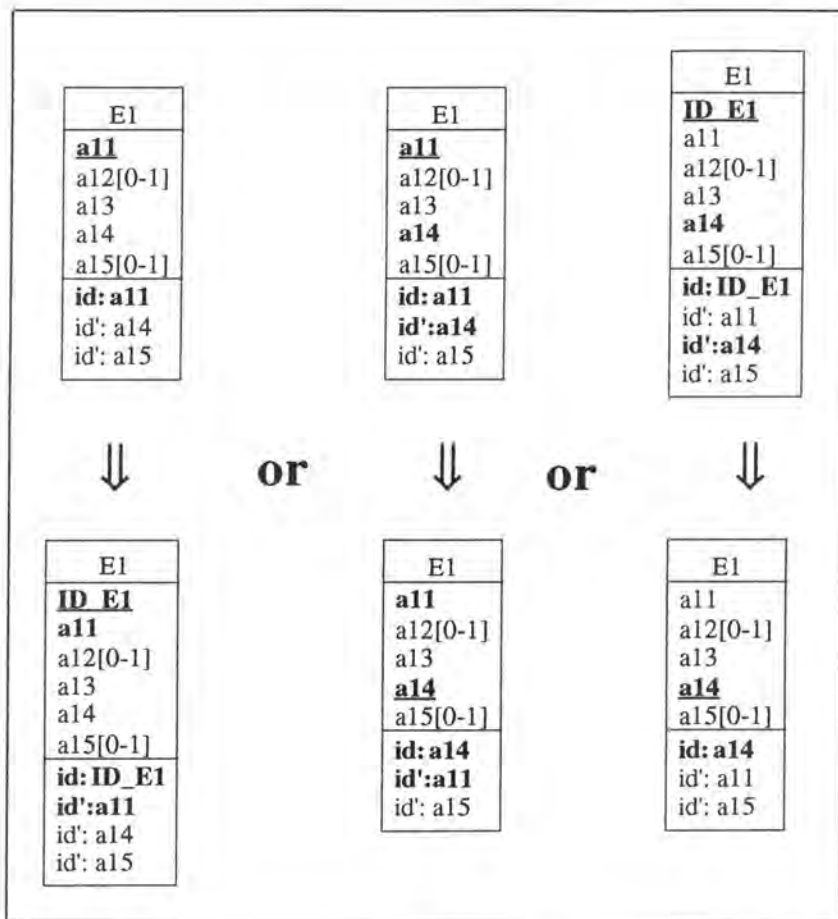 E1
a11
a12[0-1]
a13
a14
a15[0-1]
id: a11
id': a14
id': a15
E1
a11
a12[0-1]
a13
a14
a15[0-1]
id: a11
id':a14
id': a15
E1
ID_E1
a11
a12[0-1]
a13
a14
a15[0-1]
id: ID_E1
id': a11
id':a14
id': a15
⇓ or ⇓ or ⇓
E1
ID_E1
a11
a12[0-1]
a13
a14
a15[0-1]
id: ID_E1
id':a11
id': a14
id': a15
E1
a11
a12[0-1]
a13
a14
a15[0-1]
id: a14
id':a11
id': a15
E1
a11
a12[0-1]
a13
a14
a15[0-1]
id: a14
id': a11
id': a15